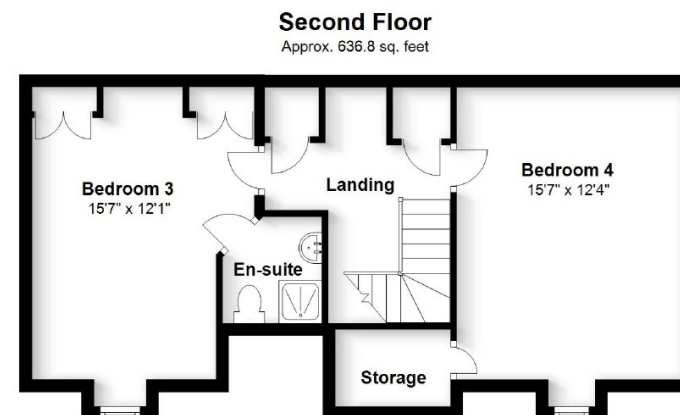 Second Floor
Approx. 636.8 sq. feet
Bedroom 3
15'7" x 12'1"
Landing
Bedroom 4
15'7" x 12'4"
En-suite
Storage